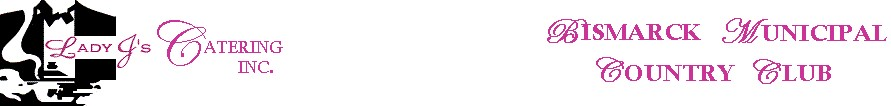 Lady J's Catering
Inc.
Bismarck Municipal
Country Club